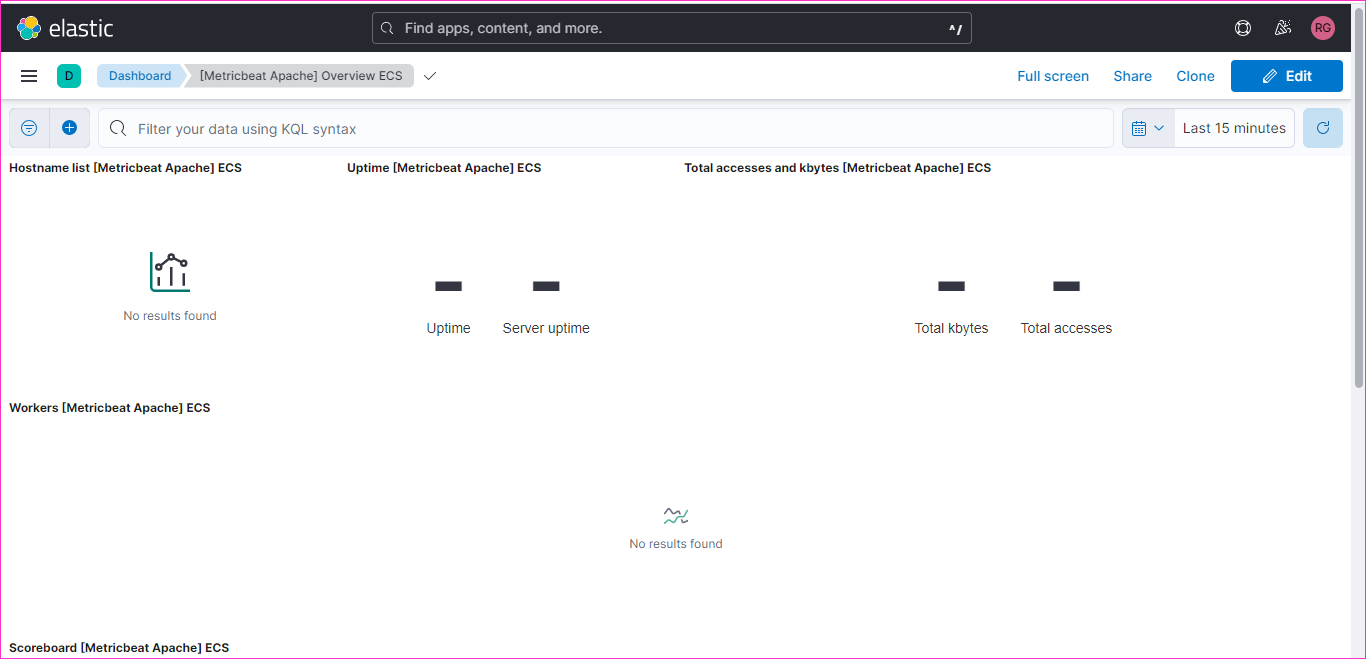 elastic
Find apps, content, and more.
^/
RG
D
Dashboard
[Metricbeat Apache] Overview ECS
Full screen
Share
Clone
Edit
Filter your data using KQL syntax
Last 15 minutes
Hostname list [Metricbeat Apache] ECS
Uptime [Metricbeat Apache] ECS
Total accesses and kbytes [Metricbeat Apache] ECS
No results found
Uptime
Server uptime
Total kbytes
Total accesses
Workers [Metricbeat Apache] ECS
No results found
Scoreboard [Metricbeat Apache] ECS